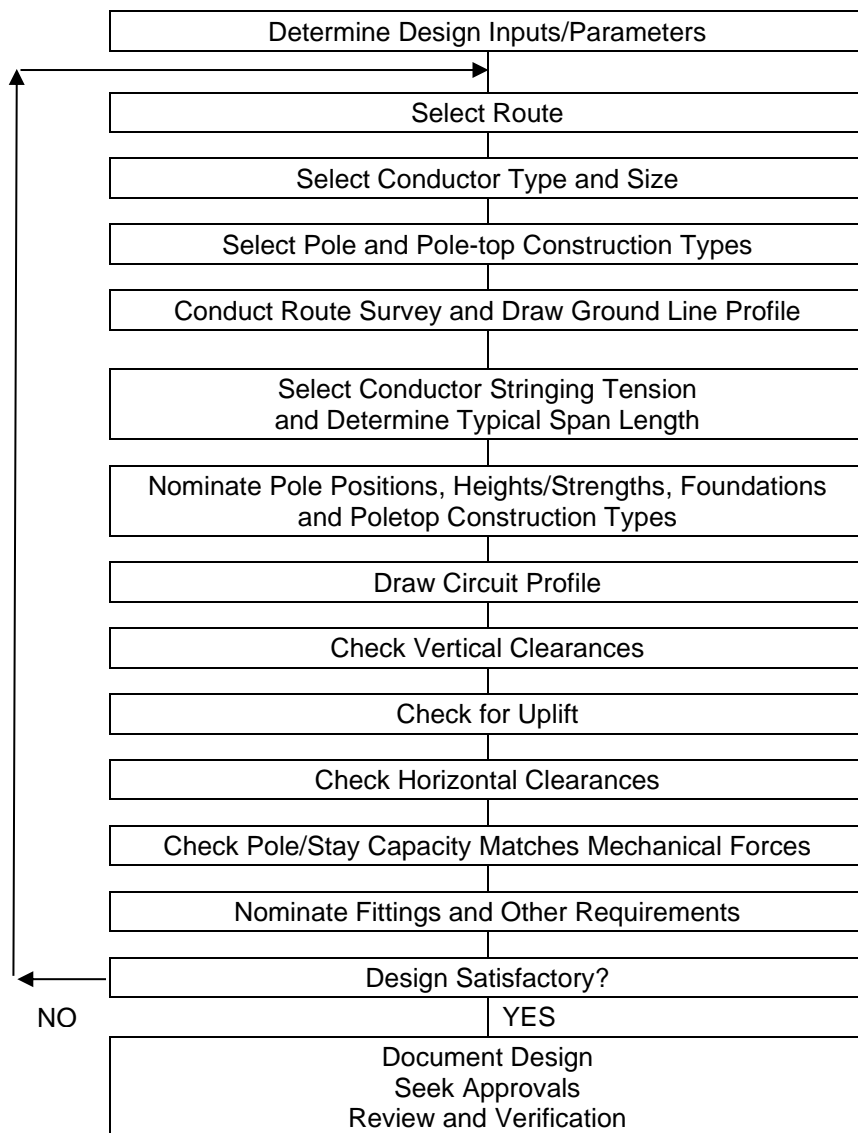 Determine Design Inputs/Parameters
Select Route
Select Conductor Type and Size
Select Pole and Pole-top Construction Types
Conduct Route Survey and Draw Ground Line Profile
Select Conductor Stringing Tension
and Determine Typical Span Length
Nominate Pole Positions, Heights/Strengths, Foundations
and Poletop Construction Types
Draw Circuit Profile
Check Vertical Clearances
Check for Uplift
Check Horizontal Clearances
Check Pole/Stay Capacity Matches Mechanical Forces
Nominate Fittings and Other Requirements
Design Satisfactory?
NO
YES
Document Design
Seek Approvals
Review and Verification